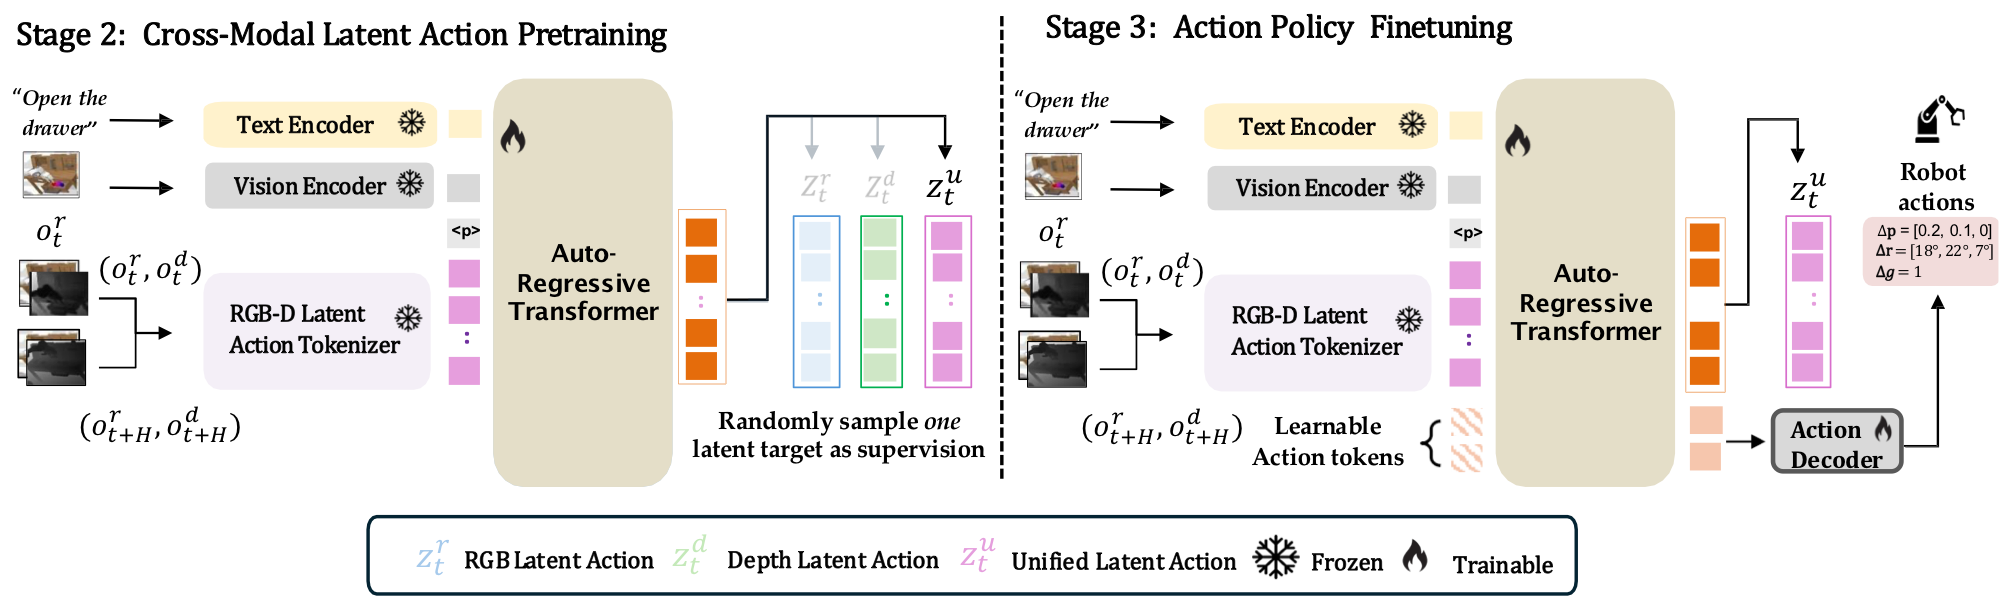 Stage 2: Cross-Modal Latent Action Pretraining
“Open the
drawer”
Text Encoder
Vision Encoder
o_t^r
<p>
(o_t^r, o_t^d)
RGB-D Latent
Action Tokenizer
(o_{t+H}^r, o_{t+H}^d)
Auto-
Regressive
Transformer
z_t^r
z_t^d
z_t^u
Randomly sample one
latent target as supervision
Stage 3: Action Policy Finetuning
“Open the
drawer”
Text Encoder
Vision Encoder
o_t^r
<p>
(o_t^r, o_t^d)
RGB-D Latent
Action Tokenizer
(o_{t+H}^r, o_{t+H}^d)
Learnable
Action tokens
Auto-
Regressive
Transformer
z_t^u
Action
Decoder
Robot
actions
Δp = [0.2, 0.1, 0]
Δr = [18°, 22°, 7°]
Δg = 1
z_t^r RGB Latent Action z_t^d Depth Latent Action z_t^u Unified Latent Action Frozen Trainable